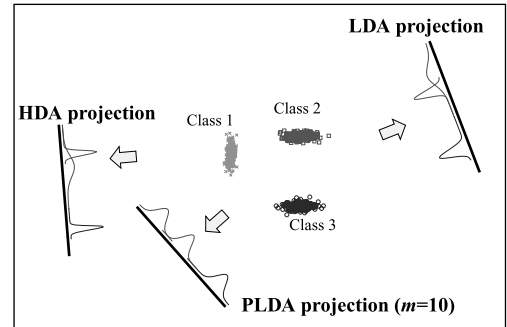 LDA projection
HDA projection
Class 1
Class 2
Class 3
PLDA projection (m=10)